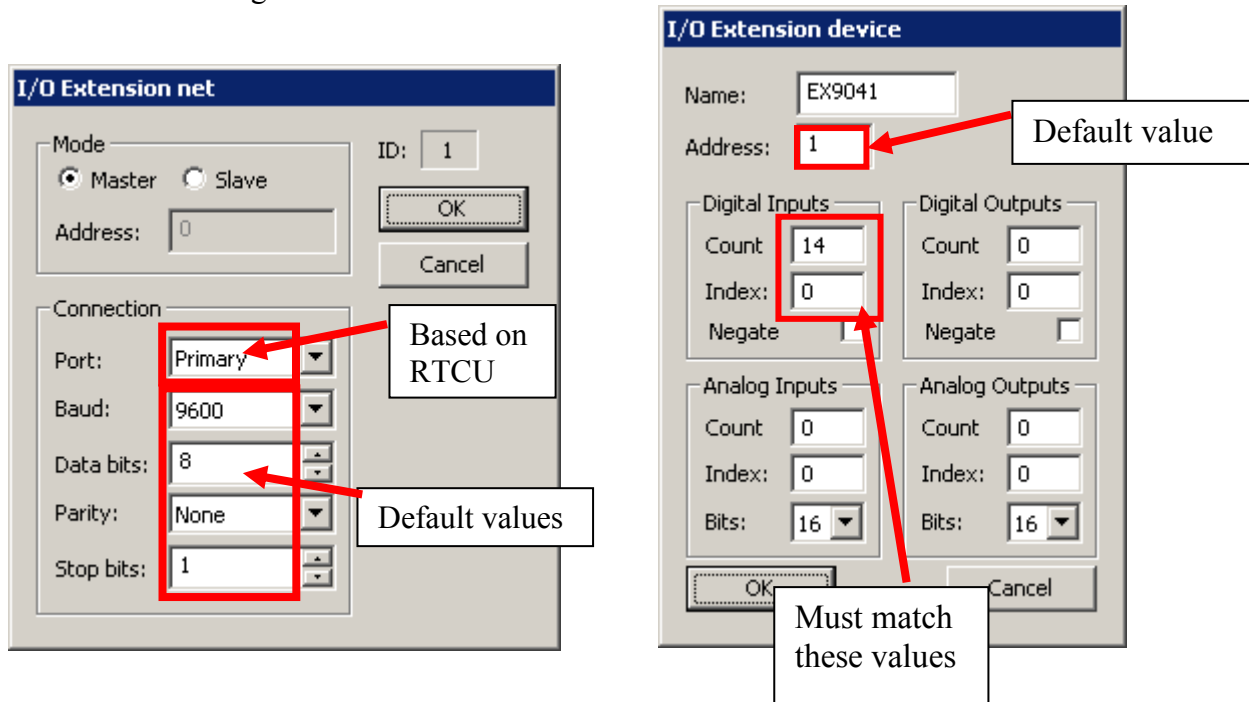 I/O Extension net
Mode
Master Slave
Address: 0
ID: 1
OK
Cancel
Connection
Port: Primary
Baud: 9600
Data bits: 8
Parity: None
Stop bits: 1
Based on
RTCU
Default values
I/O Extension device
Name: EX9041
Address: 1
Default value
Digital Inputs
Count 14
Index: 0
Negate
Digital Outputs
Count 0
Index: 0
Negate
Analog Inputs
Count 0
Index: 0
Bits: 16
Analog Outputs
Count 0
Index: 0
Bits: 16
OK
Cancel
Must match
these values